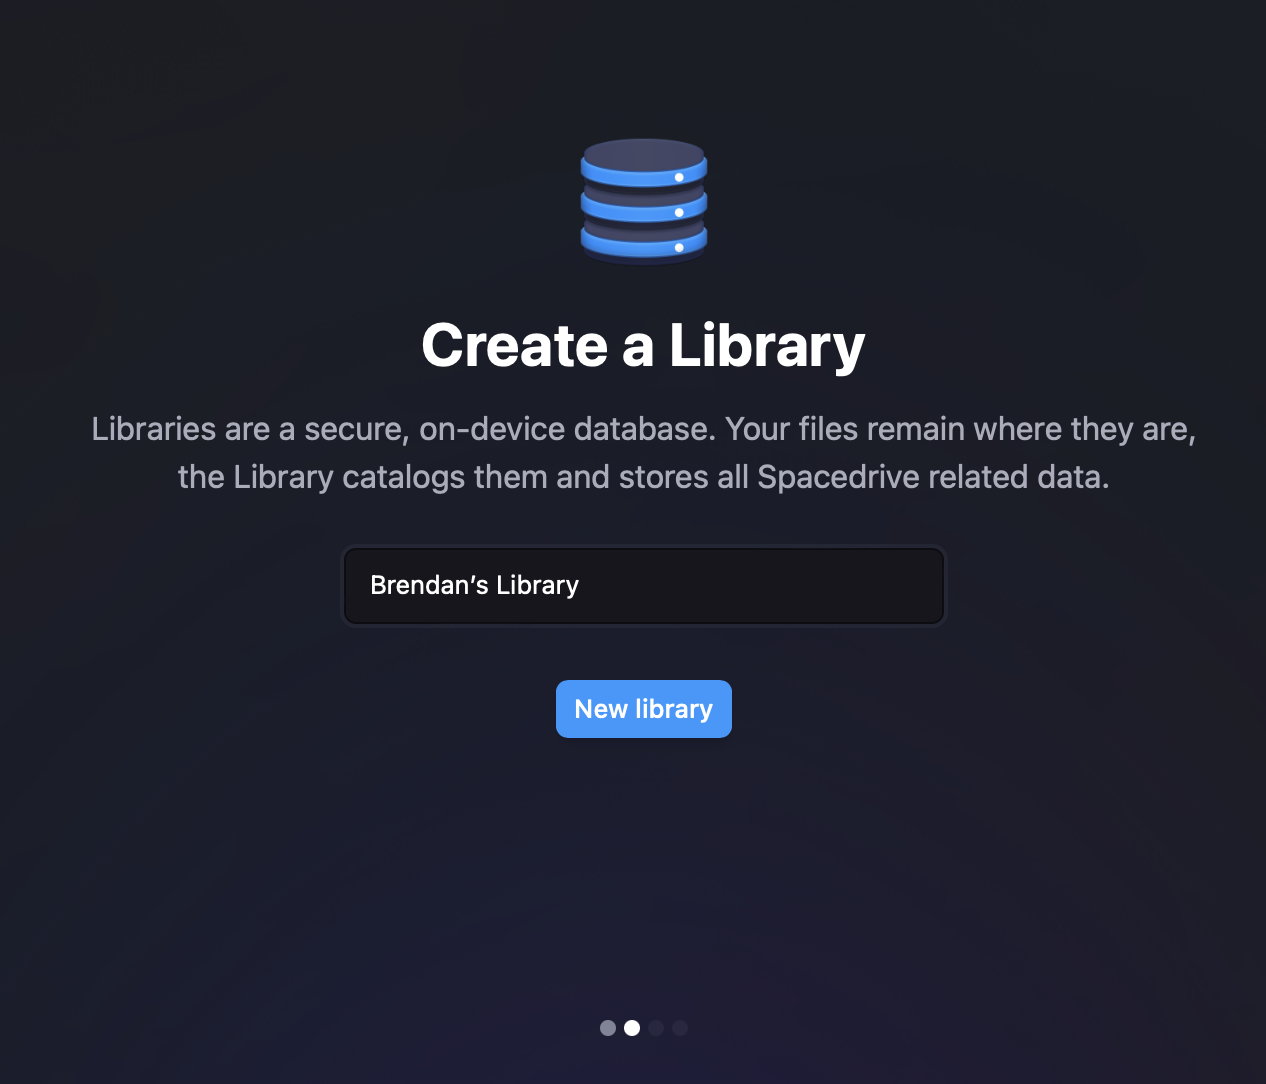 Create a Library
Libraries are a secure, on-device database. Your files remain where they are,
the Library catalogs them and stores all Spacedrive related data.
Brendan’s Library
New library